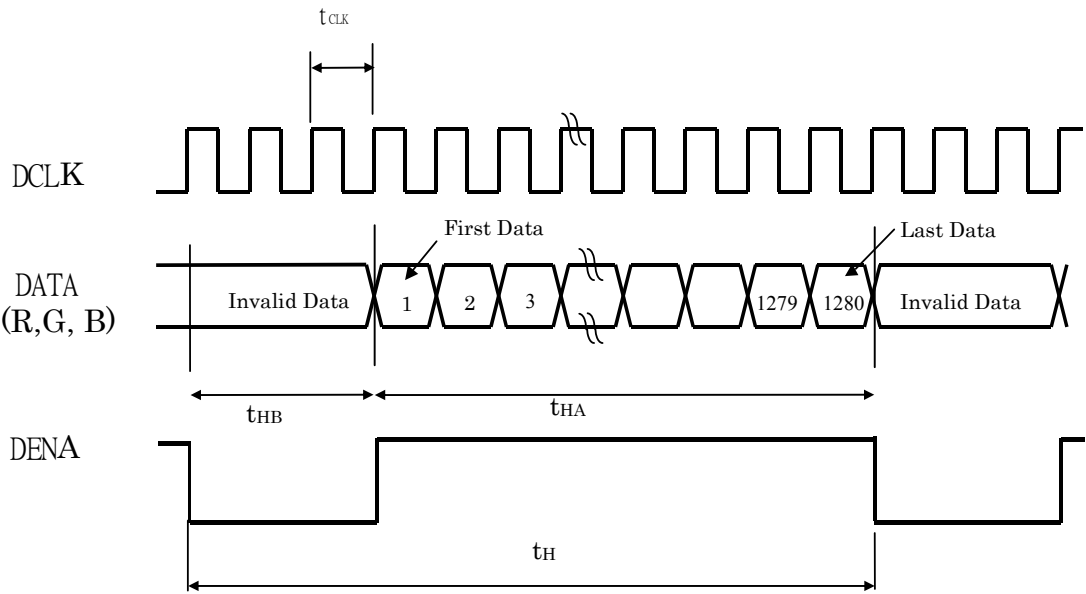 tCLK
DCLK
First Data
Last Data
DATA
(R,G, B)
Invalid Data
1
2
3
1279
1280
Invalid Data
tHB
tHA
DENA
tH